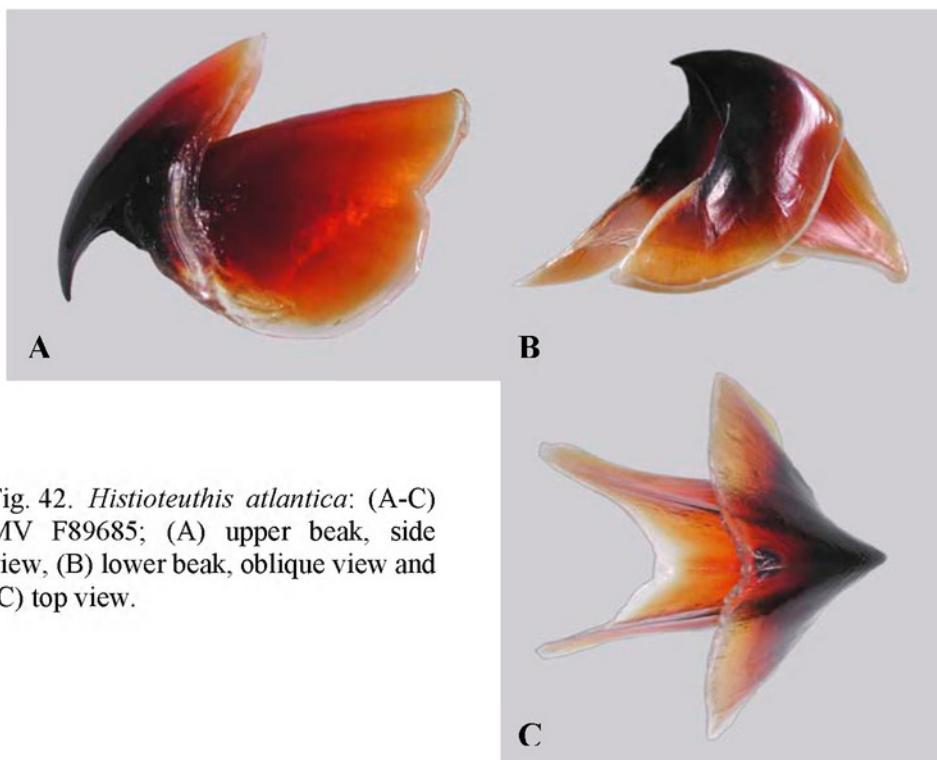 A
B
ig. 42. Histioteuthis atlantica: (A-C)
MV F89685; (A) upper beak, side
iew, (B) lower beak, oblique view and
C) top view.
C